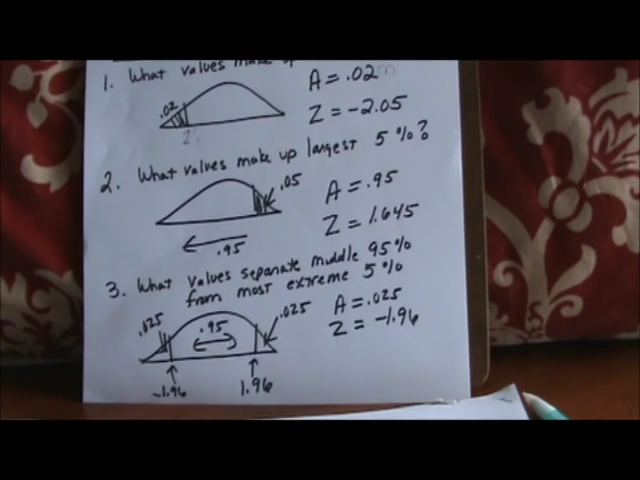 1. What values make up
A = .02
.02
Z = -2.05
2. What values make up largest 5%?
.05
A = .95
Z = 1.645
.95
3. What values separate middle 95%
from most extreme 5%
.025
.95
.025
A = .025
Z = -1.96
-1.96
1.96